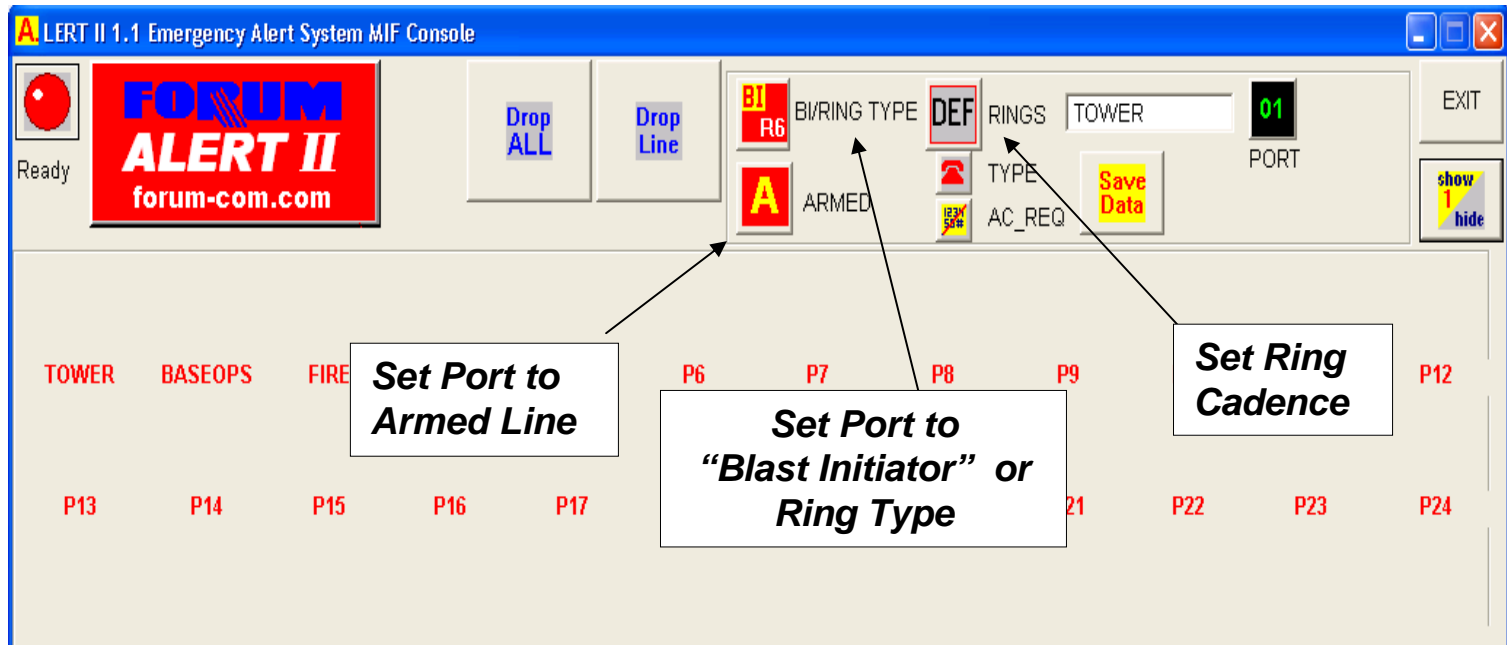 A.LERT II 1.1 Emergency Alert System MIF Console
Ready
FORUM
ALERT II
forum-com.com
Drop
ALL
Drop
Line
BI
R6
BI/RING TYPE
A
ARMED
DEF
RINGS
TYPE
AC_REQ
TOWER
Save
Data
01
PORT
EXIT
show
1
hide
TOWER BASEOPS FIRE P6 P7 P8 P9 P12
Set Port to
Armed Line
Set Port to
“Blast Initiator” or
Ring Type
Set Ring
Cadence
P13 P14 P15 P16 P17 21 P22 P23 P24